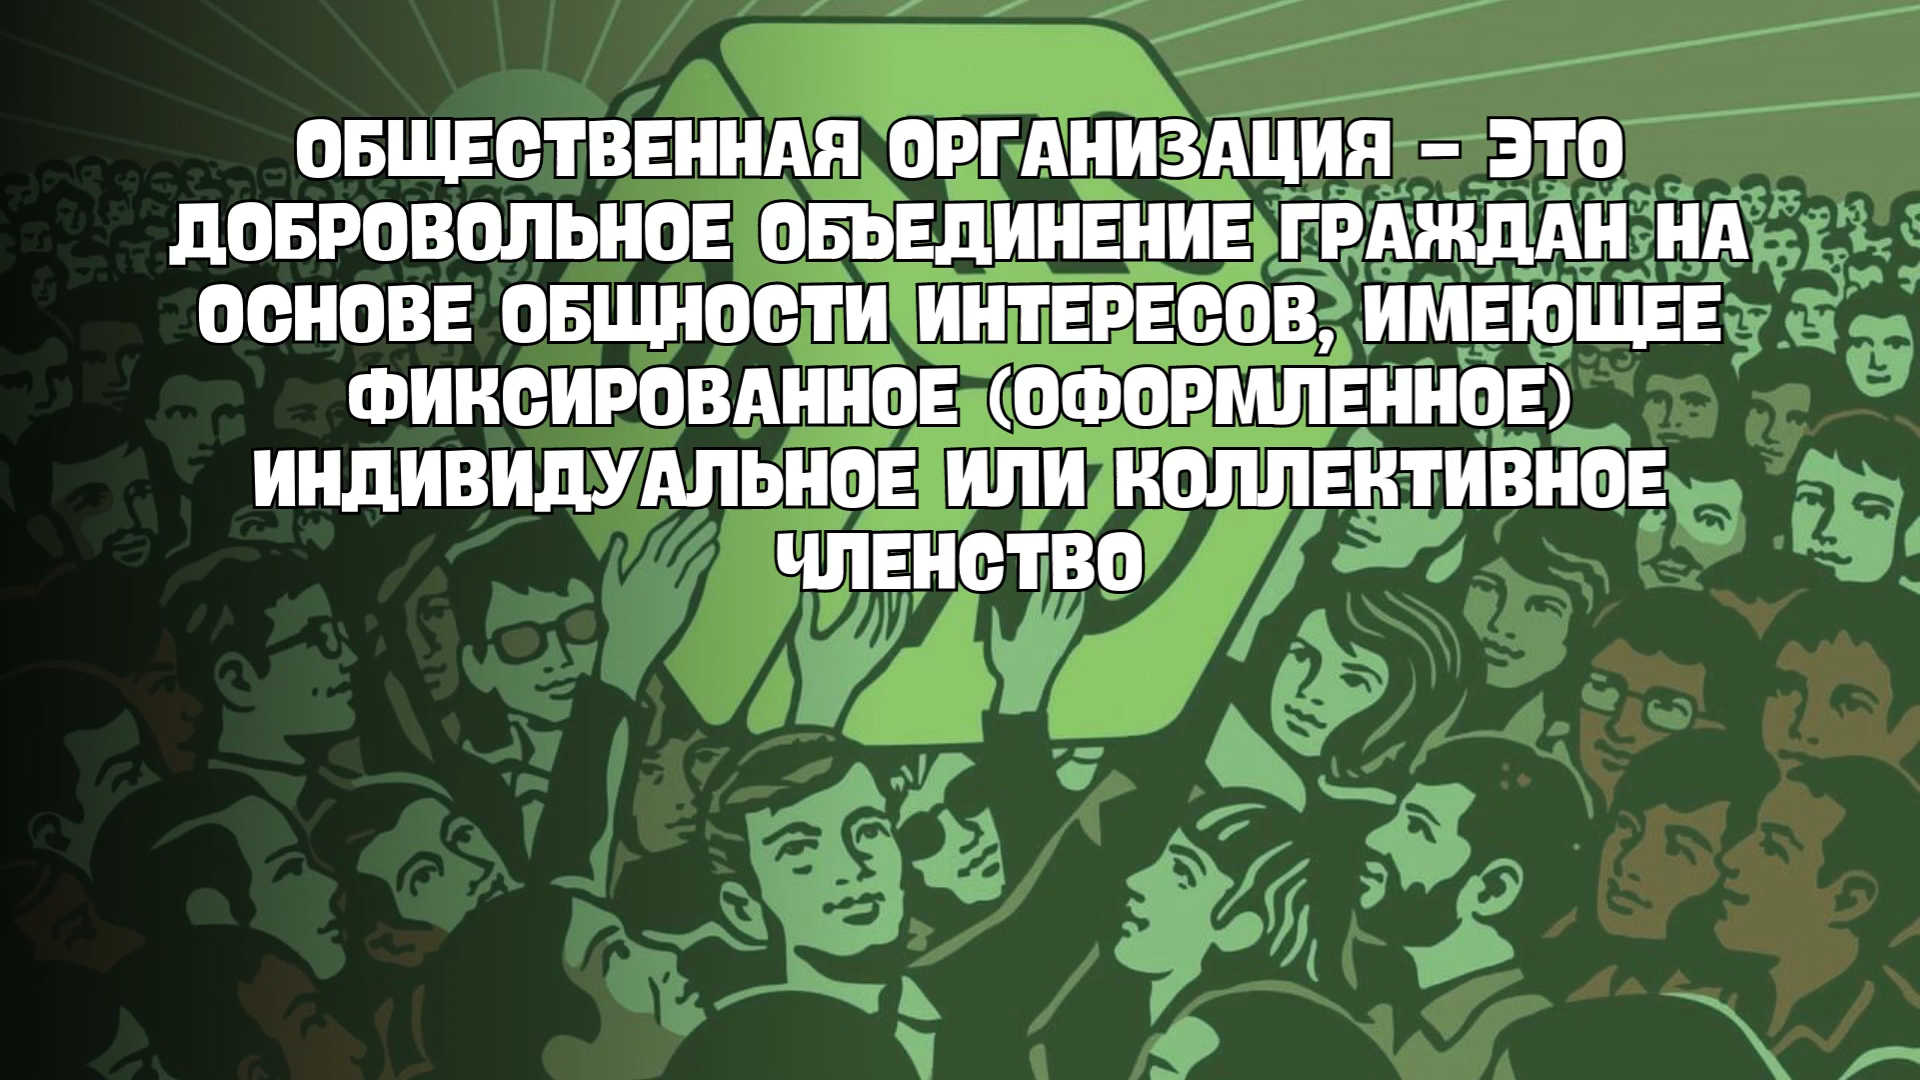 ОБЩЕСТВЕННАЯ ОРГАНИЗАЦИЯ – ЭТО
ДОБРОВОЛЬНОЕ ОБЪЕДИНЕНИЕ ГРАЖДАН НА
ОСНОВЕ ОБЩНОСТИ ИНТЕРЕСОВ, ИМЕЮЩЕЕ
ФИКСИРОВАННОЕ (ОФОРМЛЕННОЕ)
ИНДИВИДУАЛЬНОЕ ИЛИ КОЛЛЕКТИВНОЕ
ЧЛЕНСТВО